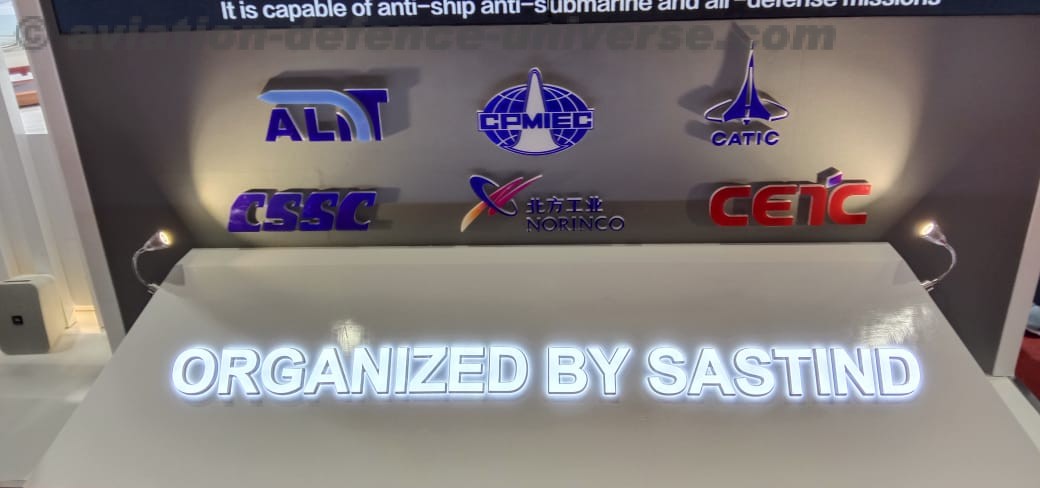 It is capable of anti-ship anti-submarine and air-defense missions
© aviation-defence-universe.com
ALIT
CPMIEC
CATIC
CSSC
北方工业
NORINCO
CETC
ORGANIZED BY SASTIND